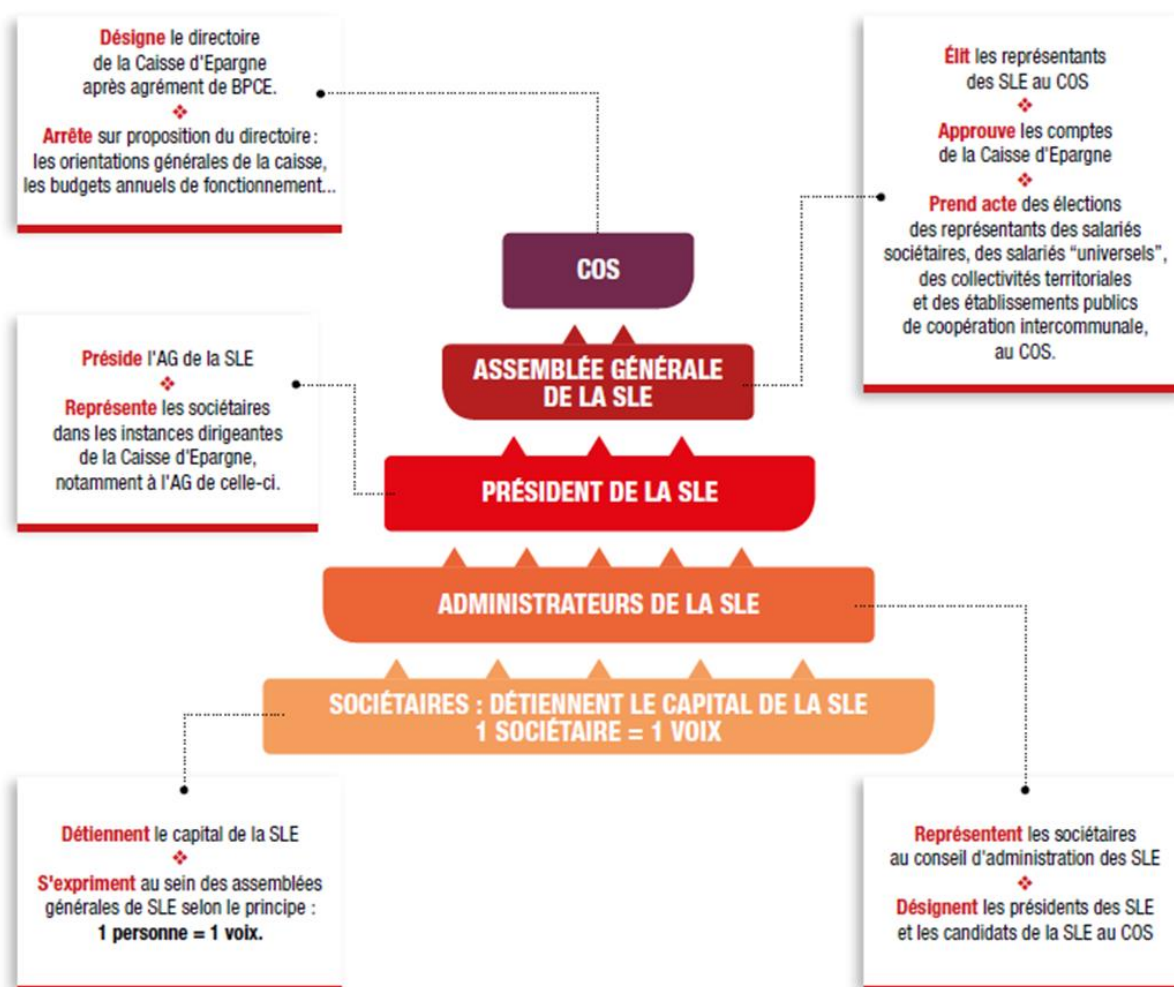 Désigne le directoire
de la Caisse d'Epargne
après agrément de BPCE.
Arrête sur proposition du directoire :
les orientations générales de la caisse,
les budgets annuels de fonctionnement...
Élit les représentants
des SLE au COS
Approuve les comptes
de la Caisse d'Epargne
Prend acte des élections
des représentants des salariés
sociétaires, des salariés “universels”,
des collectivités territoriales
et des établissements publics
de coopération intercommunale,
au COS.
COS
Préside l'AG de la SLE
Représente les sociétaires
dans les instances dirigeantes
de la Caisse d'Epargne,
notamment à l'AG de celle-ci.
ASSEMBLÉE GÉNÉRALE
DE LA SLE
PRÉSIDENT DE LA SLE
ADMINISTRATEURS DE LA SLE
SOCIÉTAIRES : DÉTIENNENT LE CAPITAL DE LA SLE
1 SOCIÉTAIRE = 1 VOIX
Détiennent le capital de la SLE
S'expriment au sein des assemblées
générales de SLE selon le principe :
1 personne = 1 voix.
Représentent les sociétaires
au conseil d'administration des SLE
Désignent les présidents des SLE
et les candidats de la SLE au COS